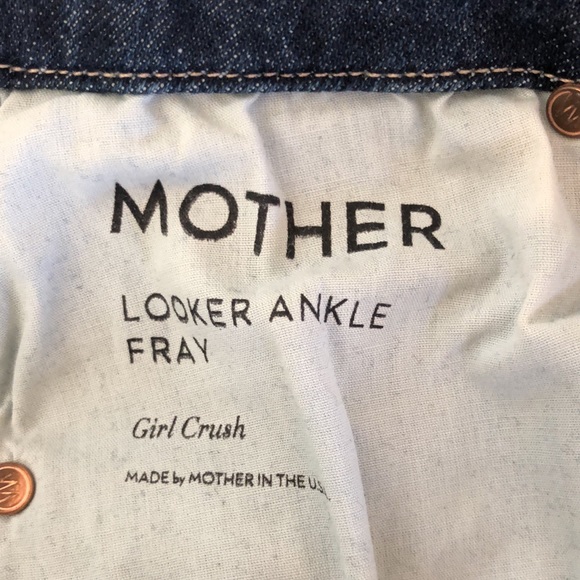 MOTHER
LOOKER ANKLE
FRAY
Girl Crush
MADE by MOTHER IN THE U.S.